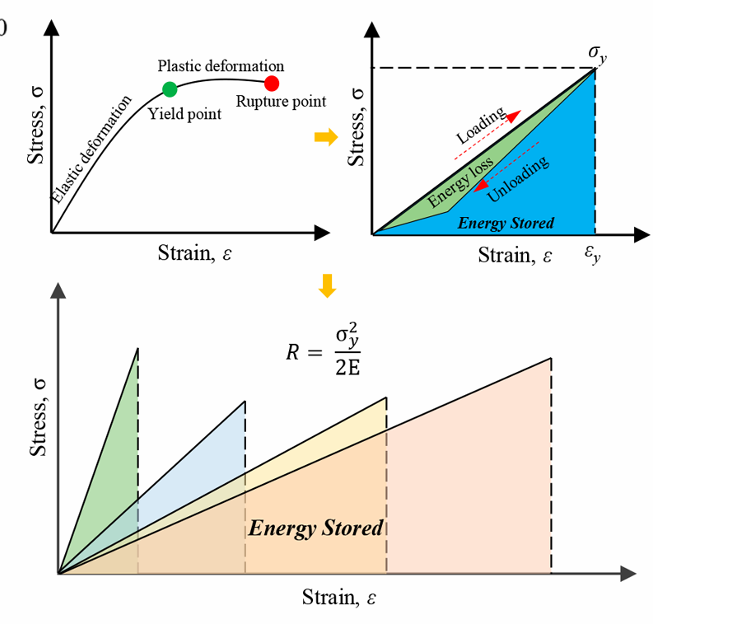 )
Plastic deformation
Elastic deformation
Yield point
Rupture point
Stress, σ
Strain, ε
σy
Loading
Energy loss
Unloading
Energy Stored
Stress, σ
Strain, ε
εy
R = σy² / 2E
Stress, σ
Energy Stored
Strain, ε